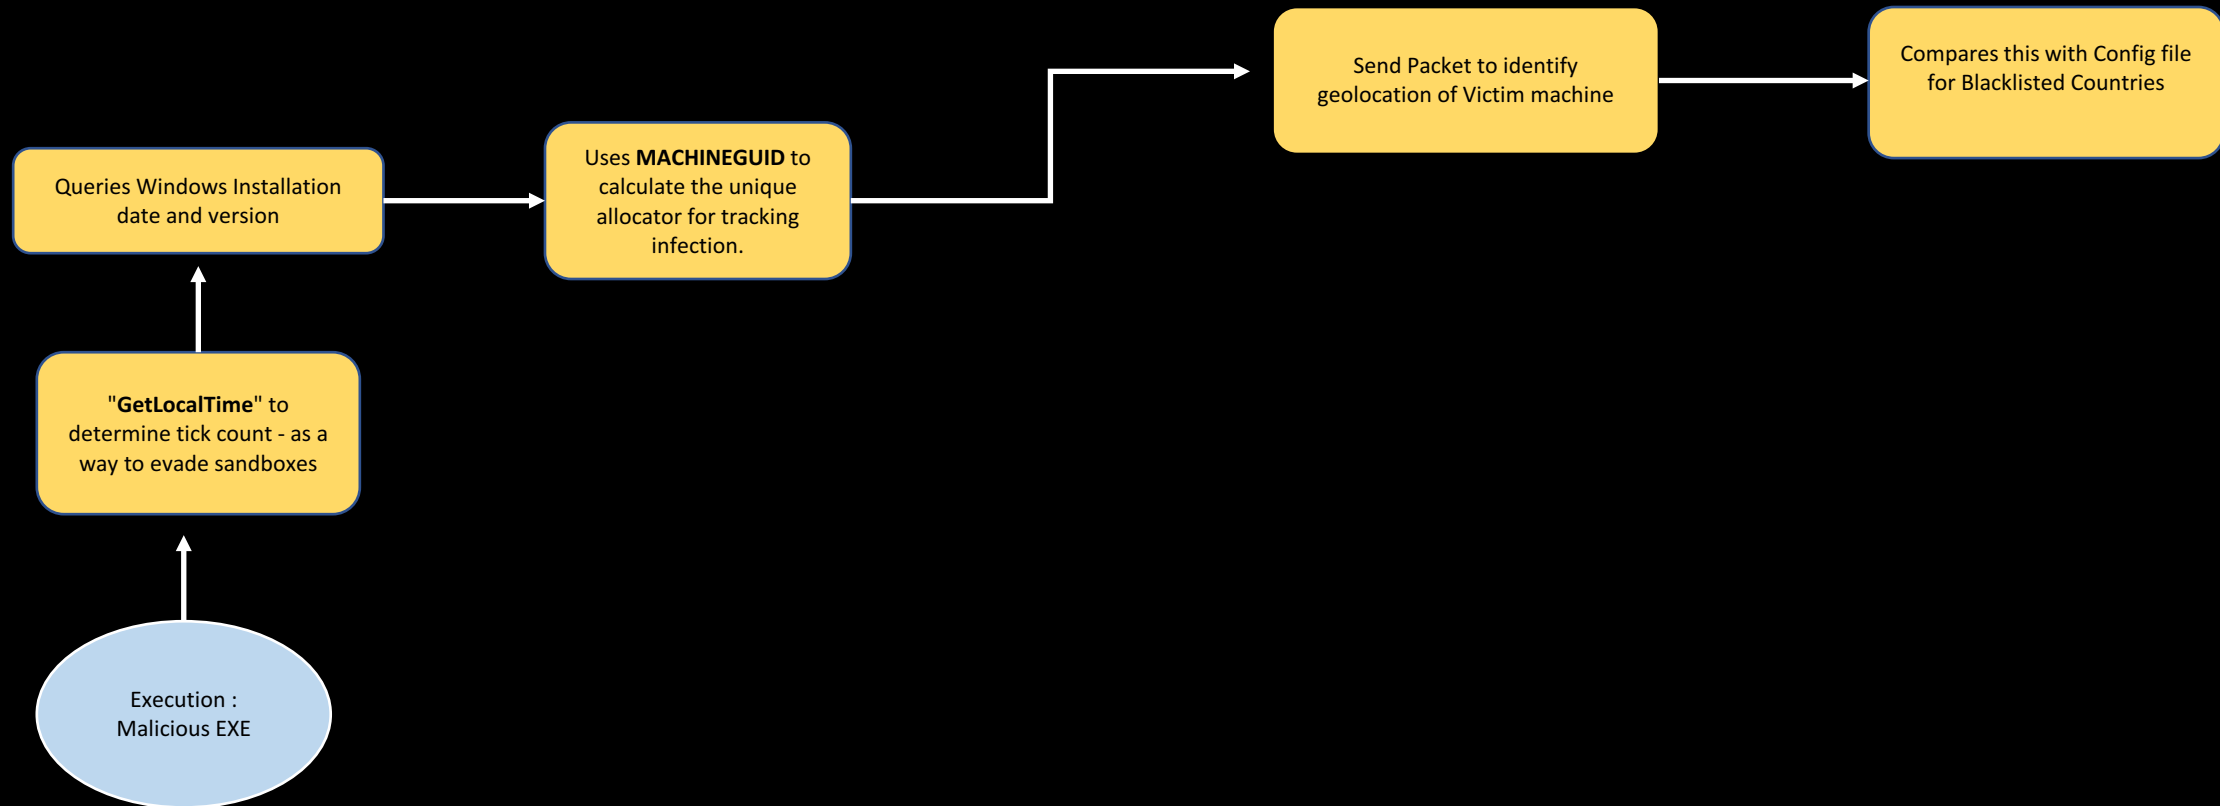 Send Packet to identify
geolocation of Victim machine
Compares this with Config file
for Blacklisted Countries
Queries Windows Installation
date and version
Uses MACHINEGUID to
calculate the unique
allocator for tracking
infection.
"GetLocalTime" to
determine tick count - as a
way to evade sandboxes
Execution :
Malicious EXE